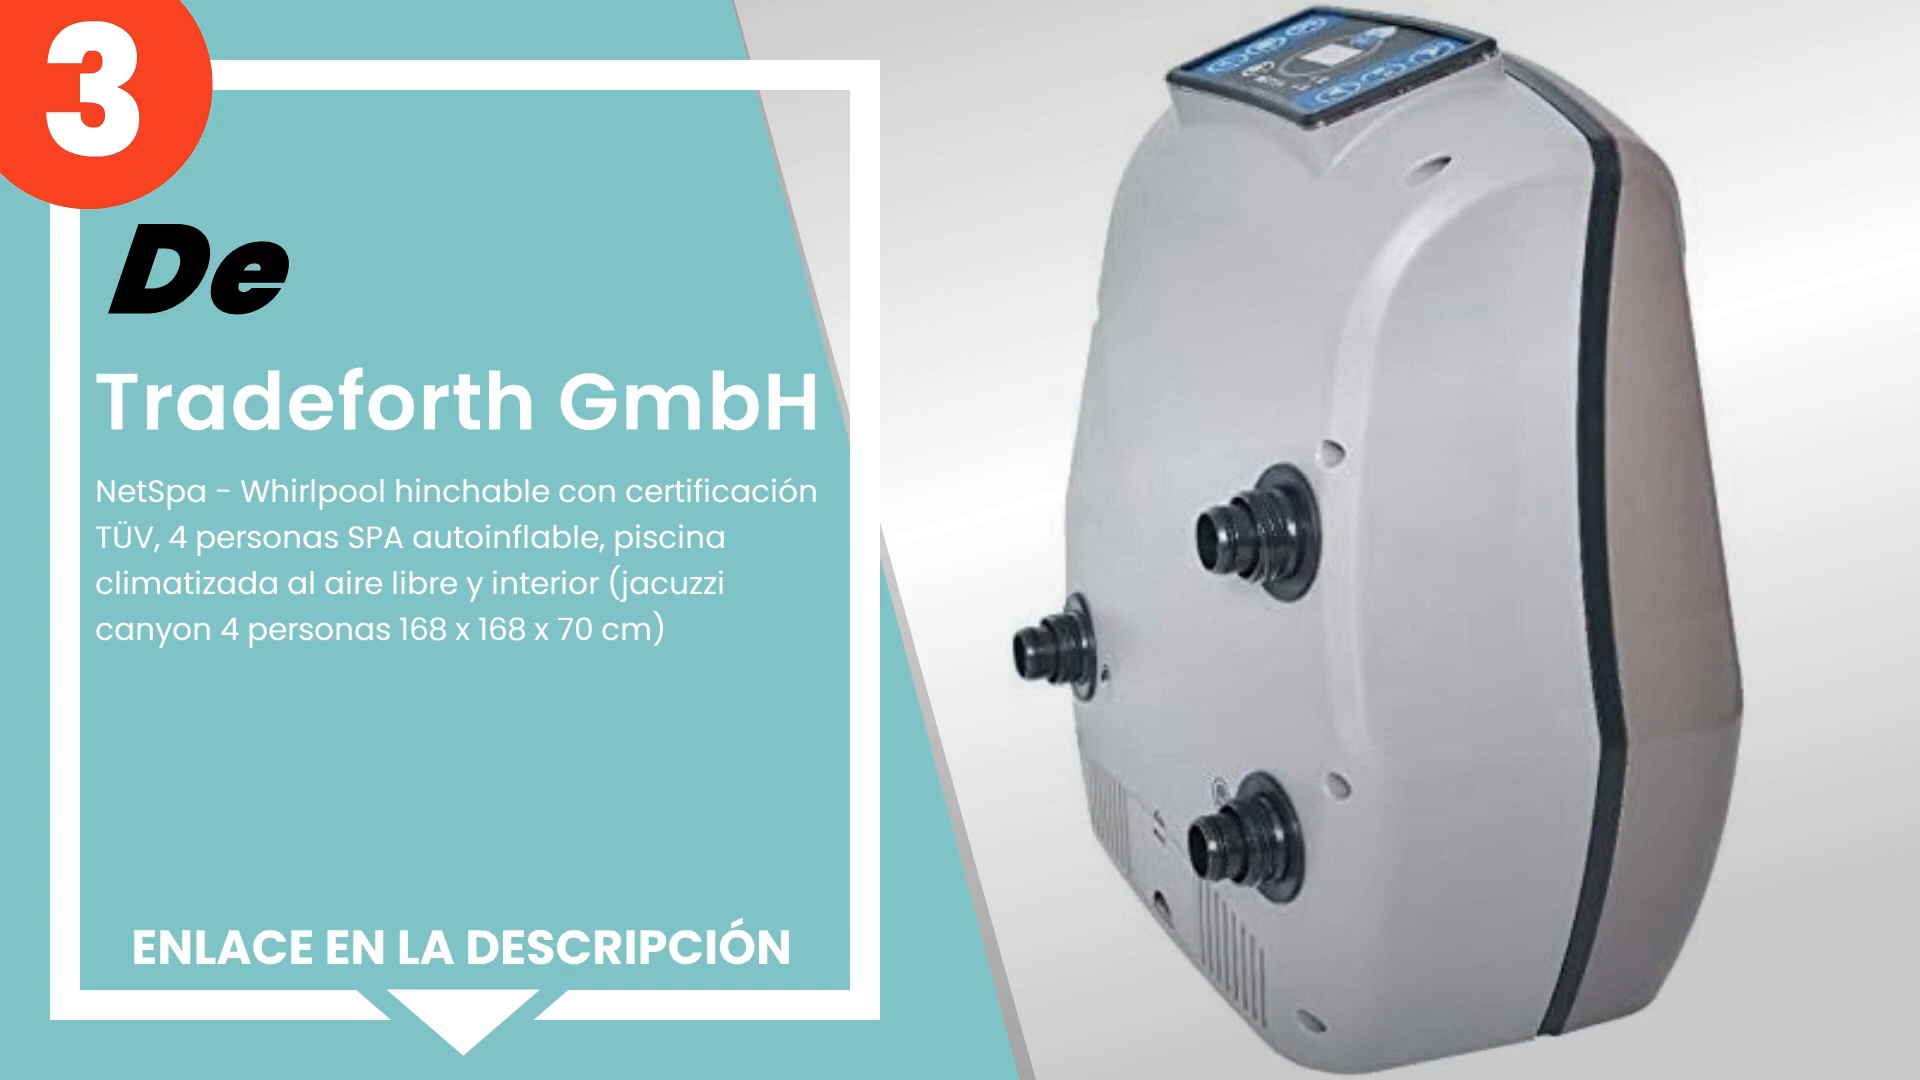 3
De
Tradeforth GmbH
NetSpa - Whirlpool hinchable con certificación
TÜV, 4 personas SPA autoinflable, piscina
climatizada al aire libre y interior (jacuzzi
canyon 4 personas 168 x 168 x 70 cm)
ENLACE EN LA DESCRIPCIÓN